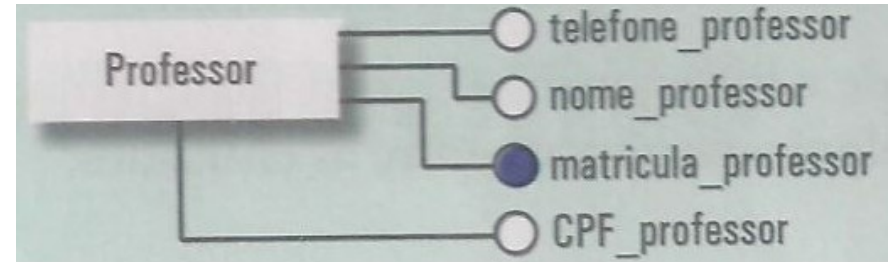 telefone_professor
Professor
nome_professor
matricula_professor
CPF_professor